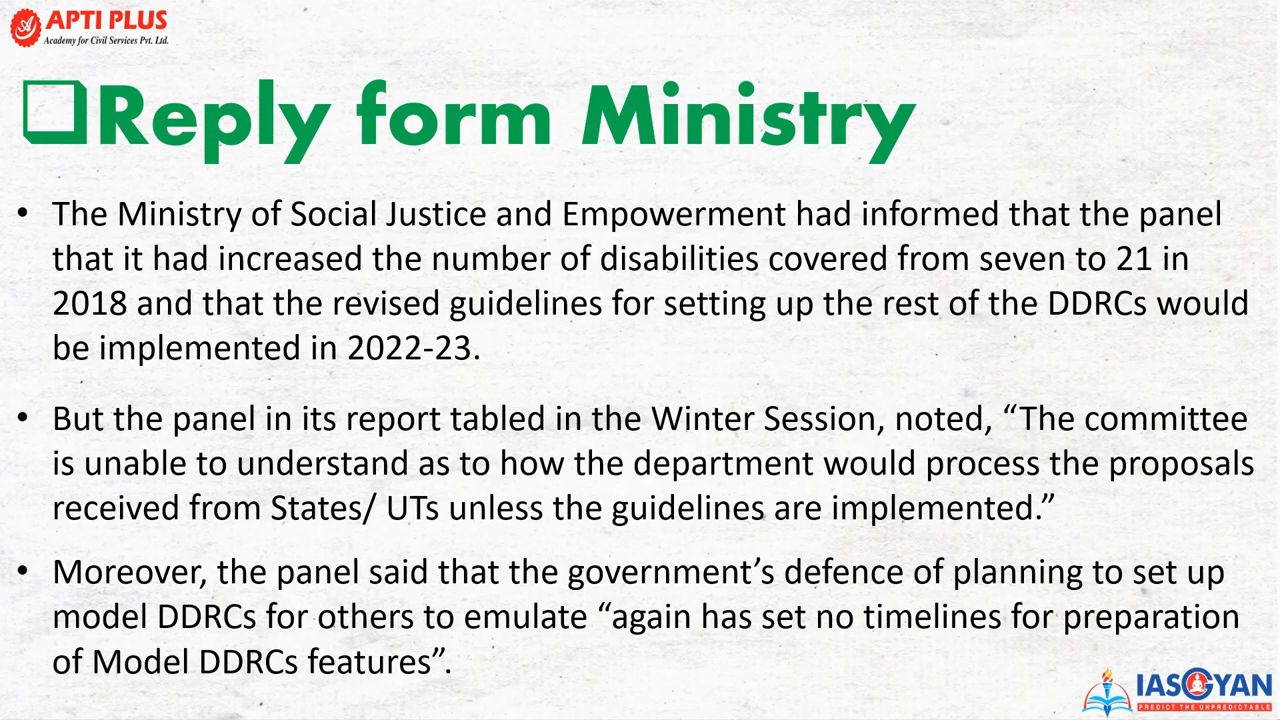 APTI PLUS
Academy for Civil Services Pvt. Ltd.
Reply form Ministry
• The Ministry of Social Justice and Empowerment had informed that the panel
that it had increased the number of disabilities covered from seven to 21 in
2018 and that the revised guidelines for setting up the rest of the DDRCs would
be implemented in 2022-23.
• But the panel in its report tabled in the Winter Session, noted, “The committee
is unable to understand as to how the department would process the proposals
received from States/ UTs unless the guidelines are implemented.”
• Moreover, the panel said that the government’s defence of planning to set up
model DDRCs for others to emulate “again has set no timelines for preparation
of Model DDRCs features”.
IASGYAN
PREDICT THE UNPREDICTABLE